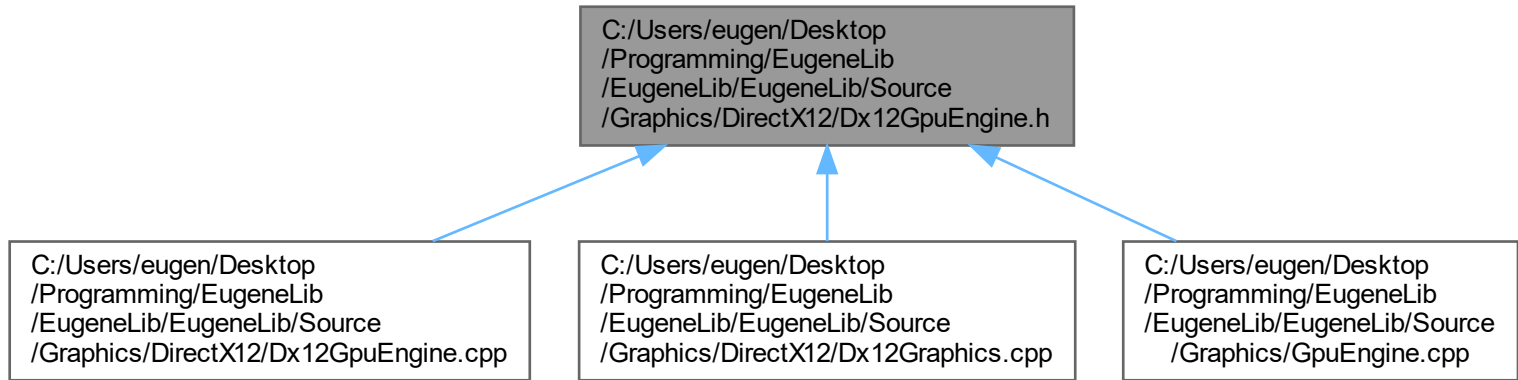 C:/Users/eugen/Desktop
/Programming/EugeneLib
/EugeneLib/EugeneLib/Source
/Graphics/DirectX12/Dx12GpuEngine.h
C:/Users/eugen/Desktop
/Programming/EugeneLib
/EugeneLib/EugeneLib/Source
/Graphics/DirectX12/Dx12GpuEngine.cpp
C:/Users/eugen/Desktop
/Programming/EugeneLib
/EugeneLib/EugeneLib/Source
/Graphics/DirectX12/Dx12Graphics.cpp
C:/Users/eugen/Desktop
/Programming/EugeneLib
/EugeneLib/EugeneLib/Source
/Graphics/GpuEngine.cpp